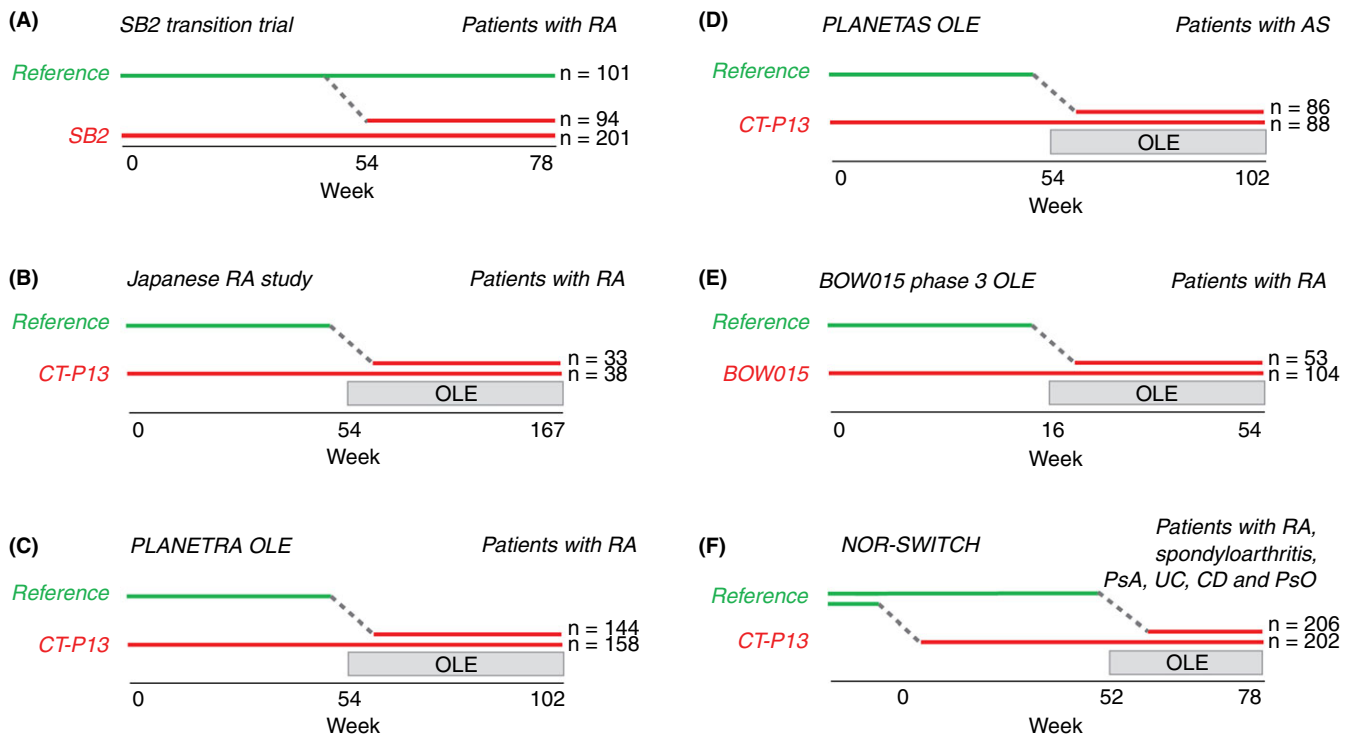 (A)
SB2 transition trial
Patients with RA
Reference
n = 101
n = 94
SB2
n = 201
0
54
78
Week
(B)
Japanese RA study
Patients with RA
Reference
n = 33
CT-P13
n = 38
OLE
0
54
167
Week
(C)
PLANETRA OLE
Patients with RA
Reference
n = 144
CT-P13
n = 158
OLE
0
54
102
Week
(D)
PLANETAS OLE
Patients with AS
Reference
n = 86
CT-P13
n = 88
OLE
0
54
102
Week
(E)
BOW015 phase 3 OLE
Patients with RA
Reference
n = 53
BOW015
n = 104
OLE
0
16
54
Week
(F)
NOR-SWITCH
Patients with RA,
spondyloarthritis,
PsA, UC, CD and PsO
Reference
n = 206
CT-P13
n = 202
OLE
0
52
78
Week